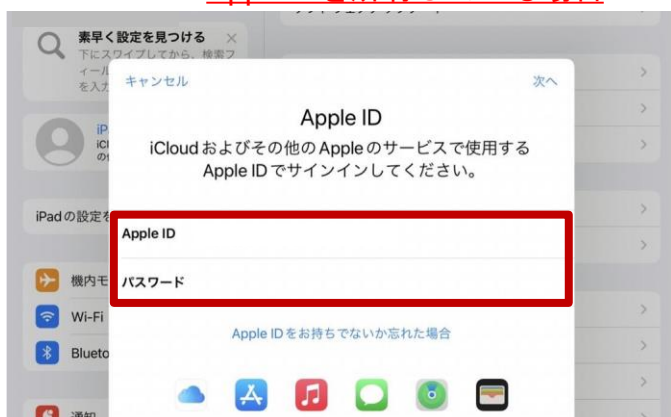 素早く設定を見つける
下にスワイプしてから、検索フ
ィール
を入力
キャンセル
次へ
Apple ID
iCloudおよびその他のAppleのサービスで使用する
Apple IDでサインインしてください。
iP
iCl
の他
iPadの設定を
Apple ID
機内モ
パスワード
Wi-Fi
Apple IDをお持ちでないか忘れた場合
Blueto
通知